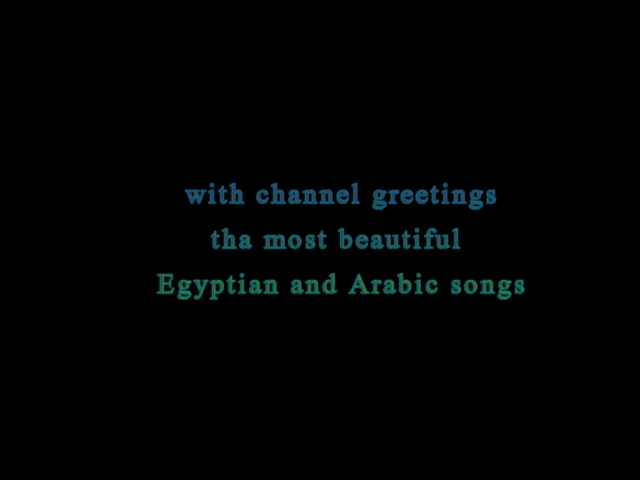 with channel greetings
tha most beautiful
Egyptian and Arabic songs